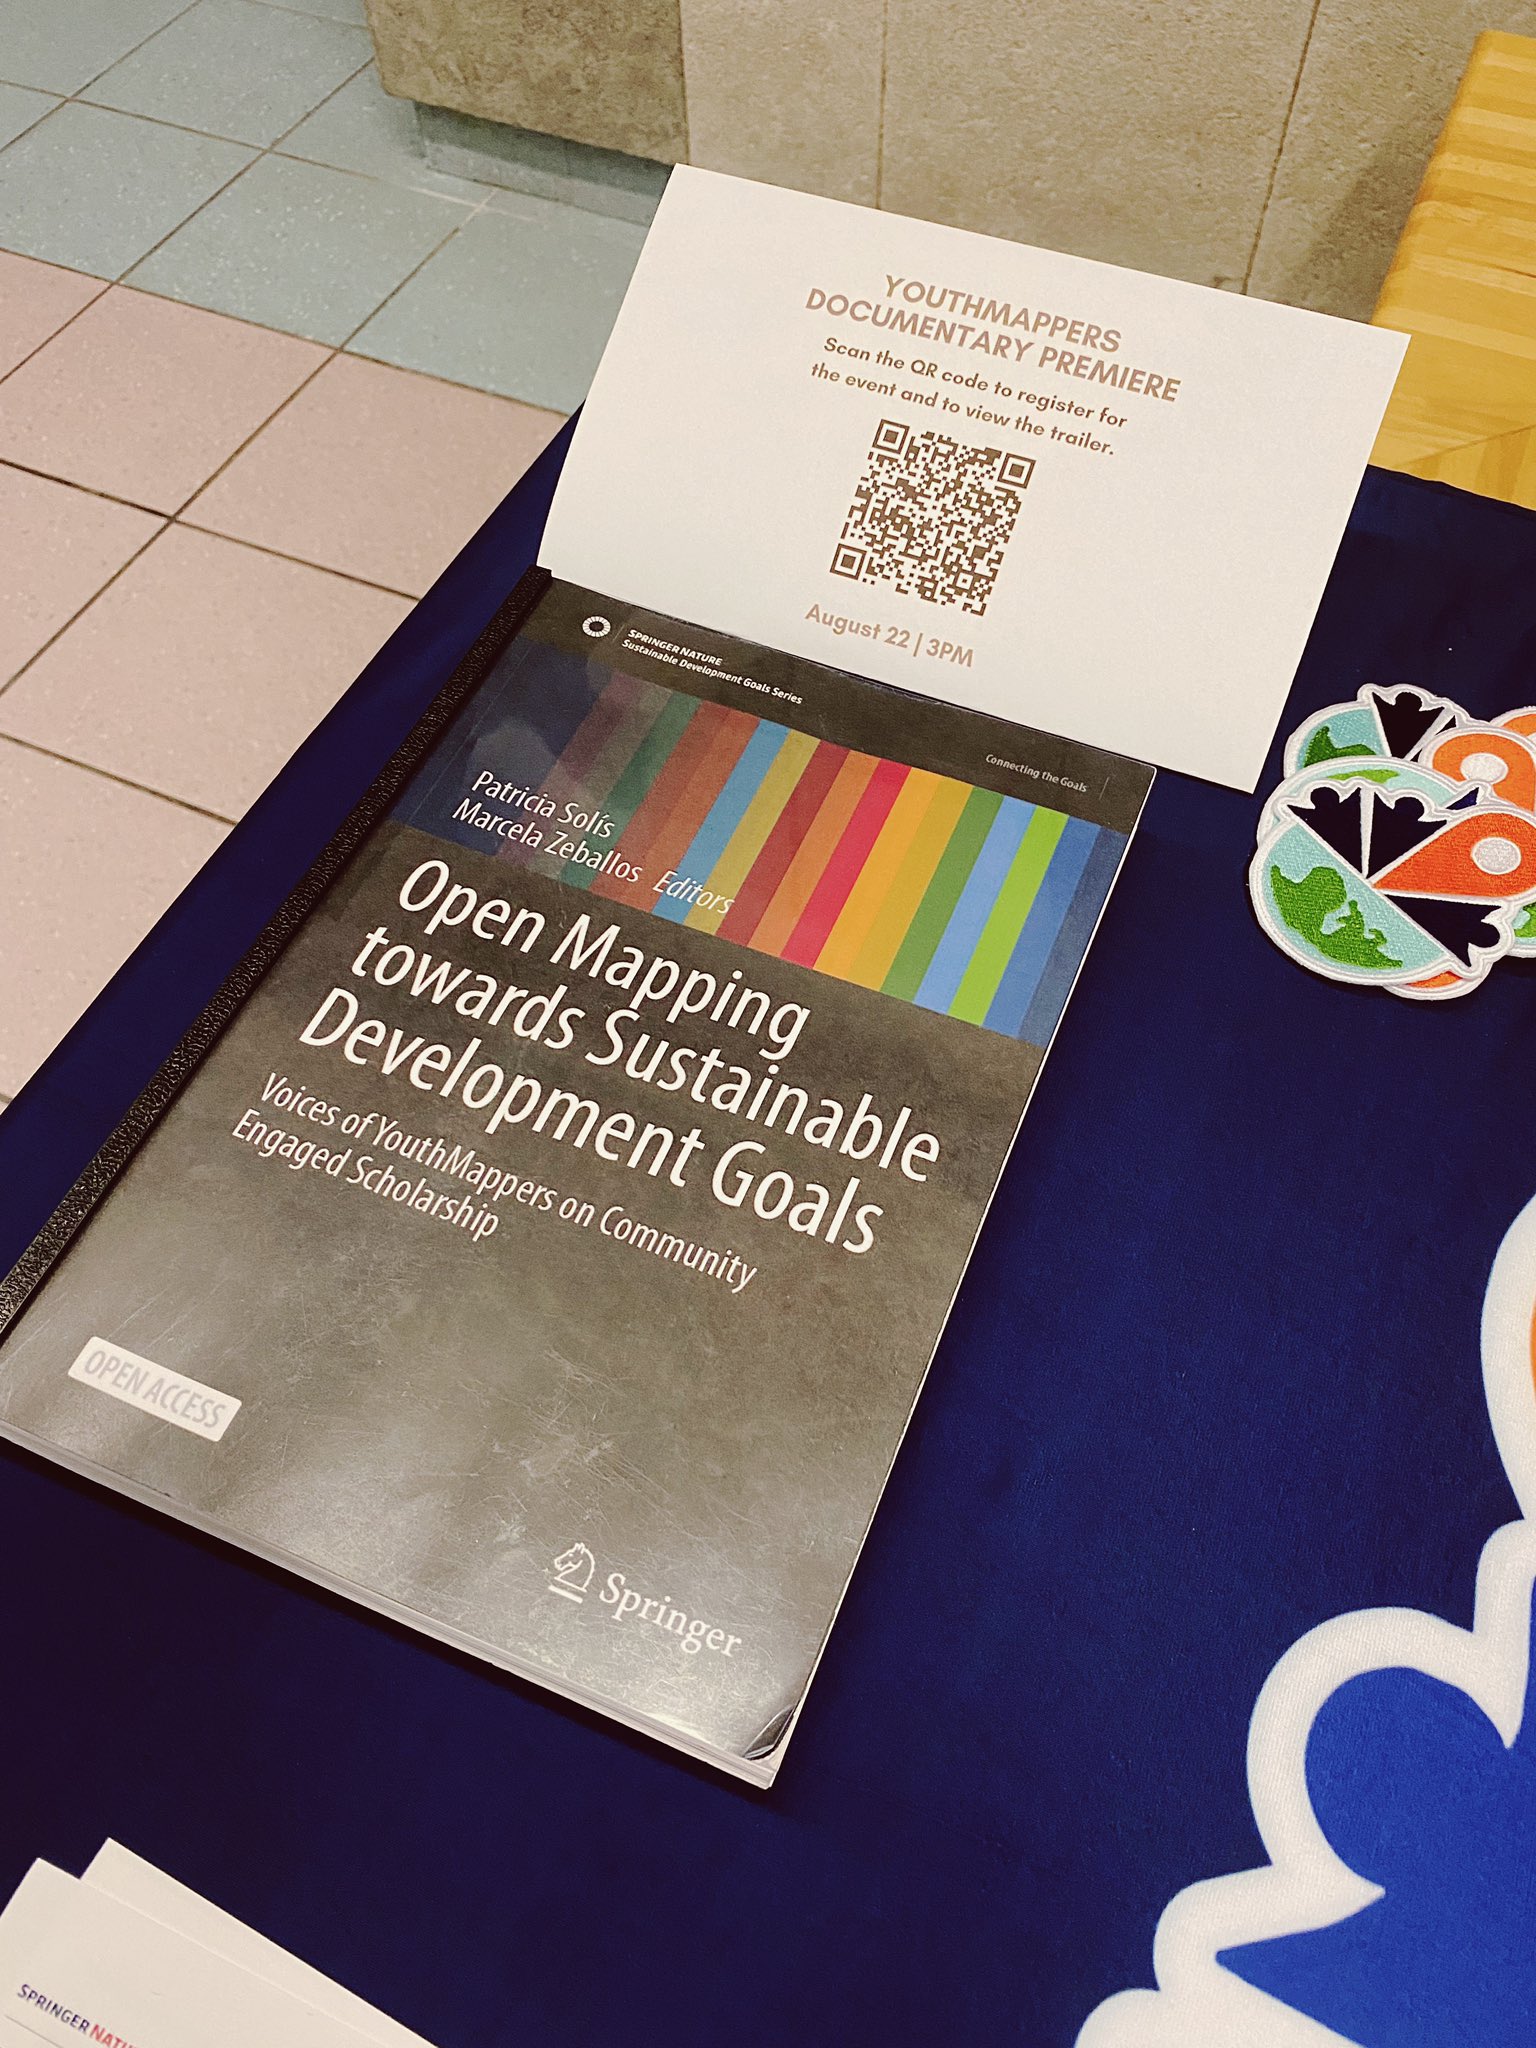 YOUTHMAPPERS
DOCUMENTARY PREMIERE
Scan the QR code to register for
the event and to view the trailer.
August 22 | 3PM
SPRINGER NATURE
Sustainable Development Goals Series
Connecting the Goals
Patricia Solís
Marcela Zeballos Editors
Open Mapping
towards Sustainable
Development Goals
Voices of YouthMappers on Community
Engaged Scholarship
OPEN ACCESS
Springer
SPRINGER NATU